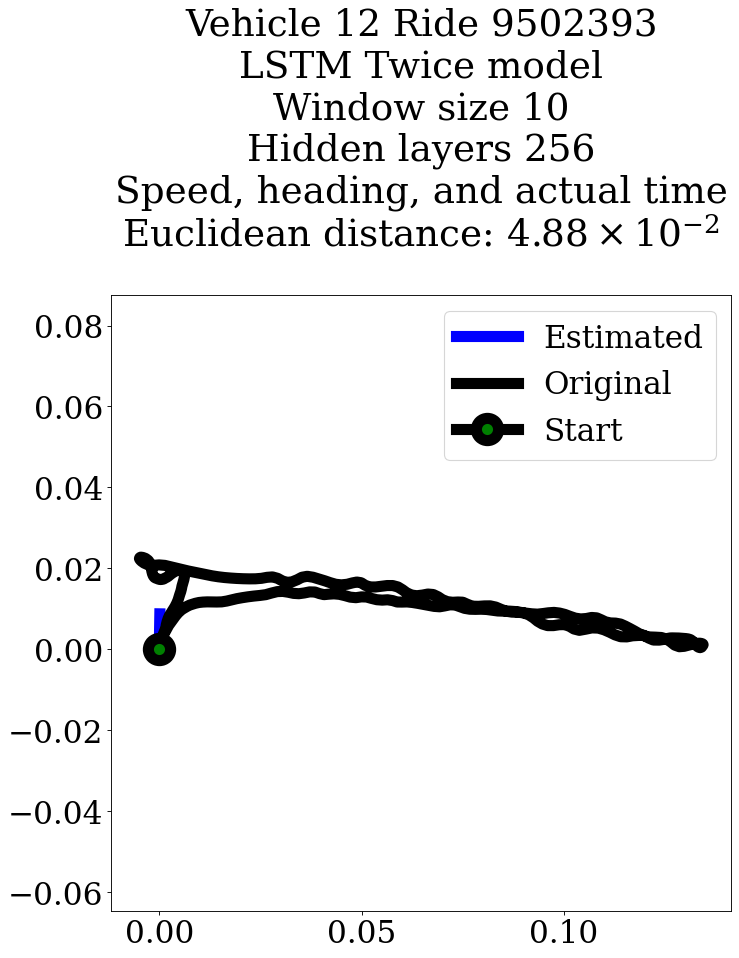 Vehicle 12 Ride 9502393
LSTM Twice model
Window size 10
Hidden layers 256
Speed, heading, and actual time
Euclidean distance: 4.88 × 10⁻²
Estimated
Original
Start
0.08
0.06
0.04
0.02
0.00
−0.02
−0.04
−0.06
0.00 0.05 0.10